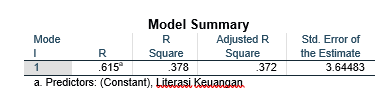 Model Summary
Mode R Adjusted R Std. Error of
l R Square Square the Estimate
1 .615ᵃ .378 .372 3.64483
a. Predictors: (Constant), Literasi Keuangan